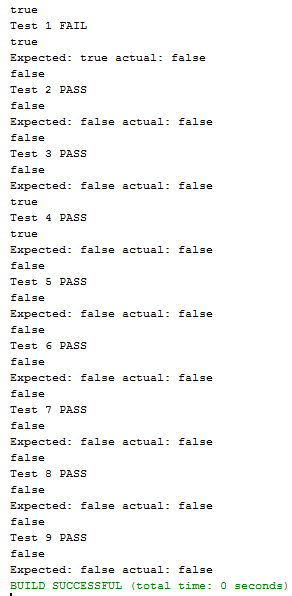 true
Test 1 FAIL
true
Expected: true actual: false
false
Test 2 PASS
false
Expected: false actual: false
false
Test 3 PASS
false
Expected: false actual: false
true
Test 4 PASS
true
Expected: false actual: false
false
Test 5 PASS
false
Expected: false actual: false
false
Test 6 PASS
false
Expected: false actual: false
false
Test 7 PASS
false
Expected: false actual: false
false
Test 8 PASS
false
Expected: false actual: false
false
Test 9 PASS
false
Expected: false actual: false
BUILD SUCCESSFUL (total time: 0 seconds)